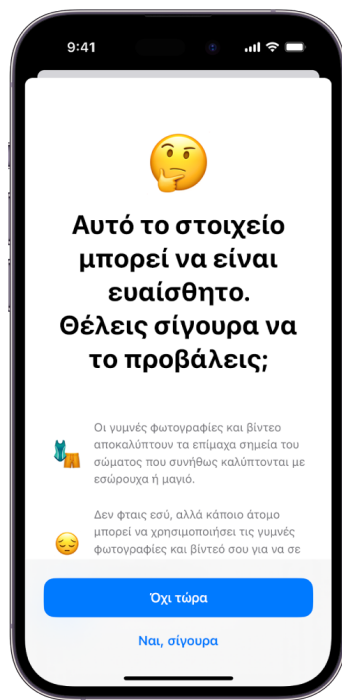 9:41
Αυτό το στοιχείο
μπορεί να είναι
ευαίσθητο.
Θέλεις σίγουρα να
το προβάλεις;
Οι γυμνές φωτογραφίες και βίντεο
αποκαλύπτουν τα επίμαχα σημεία του
σώματος που συνήθως καλύπτονται με
εσώρουχα ή μαγιό.
Δεν φταις εσύ, αλλά κάποιο άτομο
μπορεί να χρησιμοποιήσει τις γυμνές
φωτογραφίες και βίντεό σου για να σε
Όχι τώρα
Ναι, σίγουρα